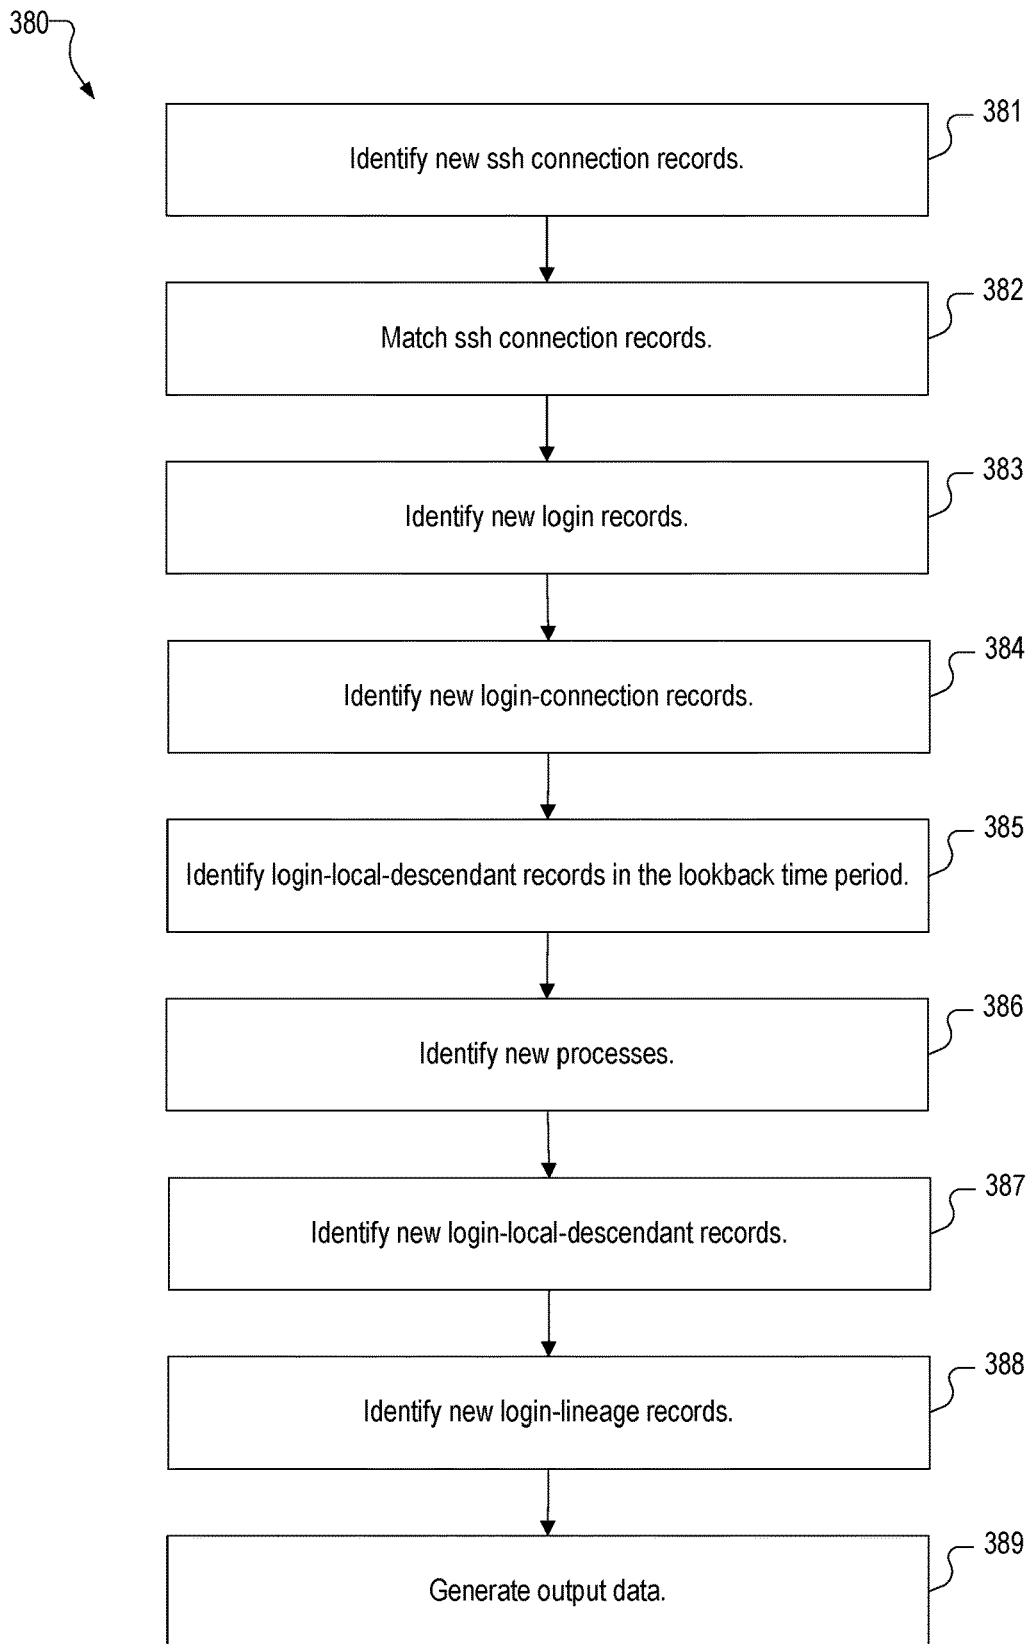 380
381
Identify new ssh connection records.
382
Match ssh connection records.
383
Identify new login records.
384
Identify new login-connection records.
385
Identify login-local-descendant records in the lookback time period.
386
Identify new processes.
387
Identify new login-local-descendant records.
388
Identify new login-lineage records.
389
Generate output data.